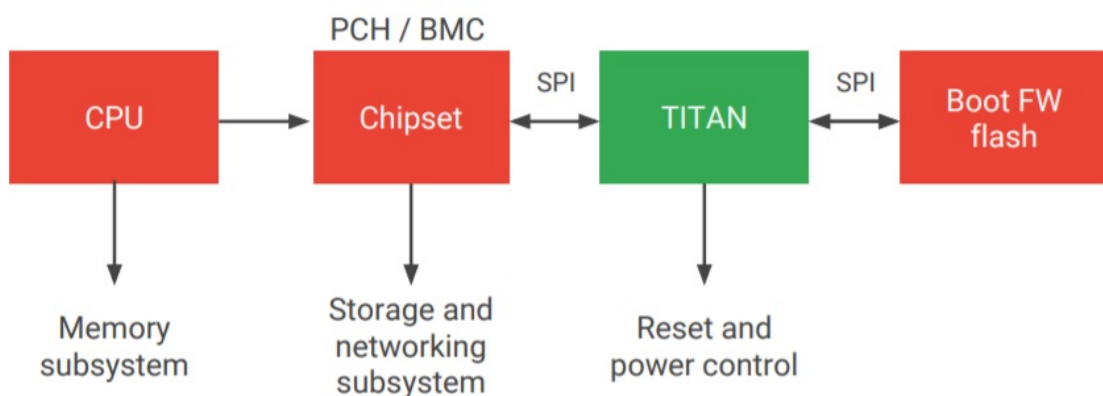 PCH / BMC
CPU
Chipset
SPI
TITAN
SPI
Boot FW
flash
Memory
subsystem
Storage and
networking
subsystem
Reset and
power control